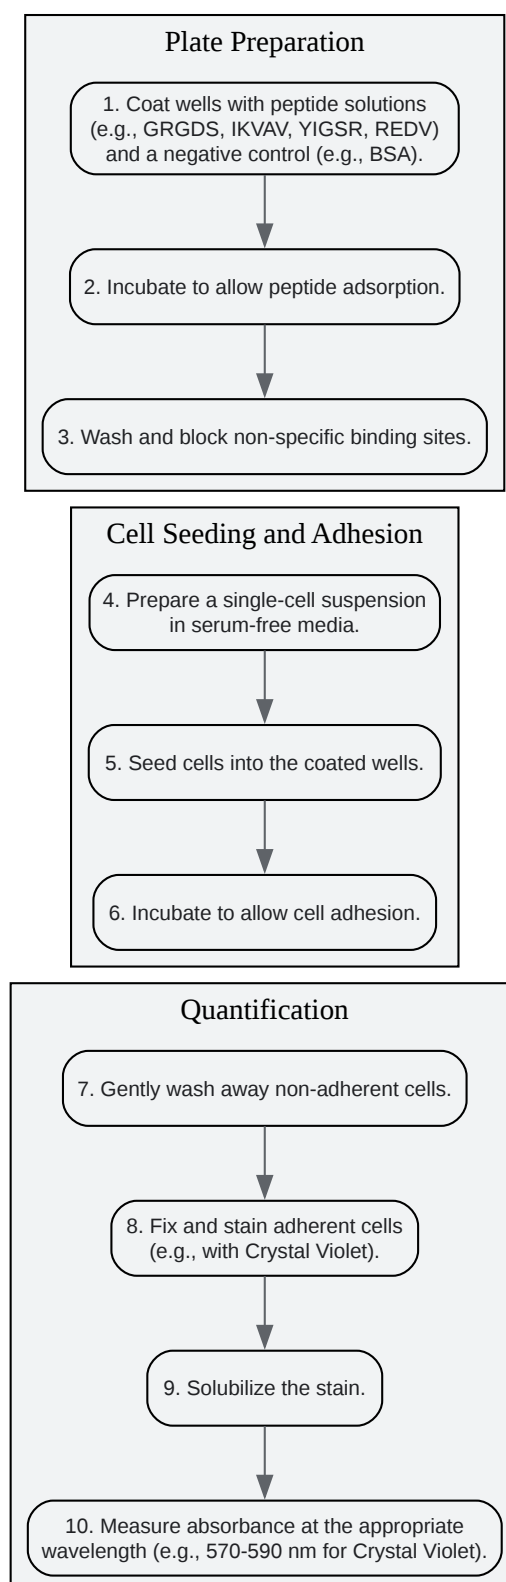 Plate Preparation
1. Coat wells with peptide solutions
(e.g., GRGDS, IKVAV, YIGSR, REDV)
and a negative control (e.g., BSA).
2. Incubate to allow peptide adsorption.
3. Wash and block non-specific binding sites.
Cell Seeding and Adhesion
4. Prepare a single-cell suspension
in serum-free media.
5. Seed cells into the coated wells.
6. Incubate to allow cell adhesion.
Quantification
7. Gently wash away non-adherent cells.
8. Fix and stain adherent cells
(e.g., with Crystal Violet).
9. Solubilize the stain.
10. Measure absorbance at the appropriate
wavelength (e.g., 570-590 nm for Crystal Violet).